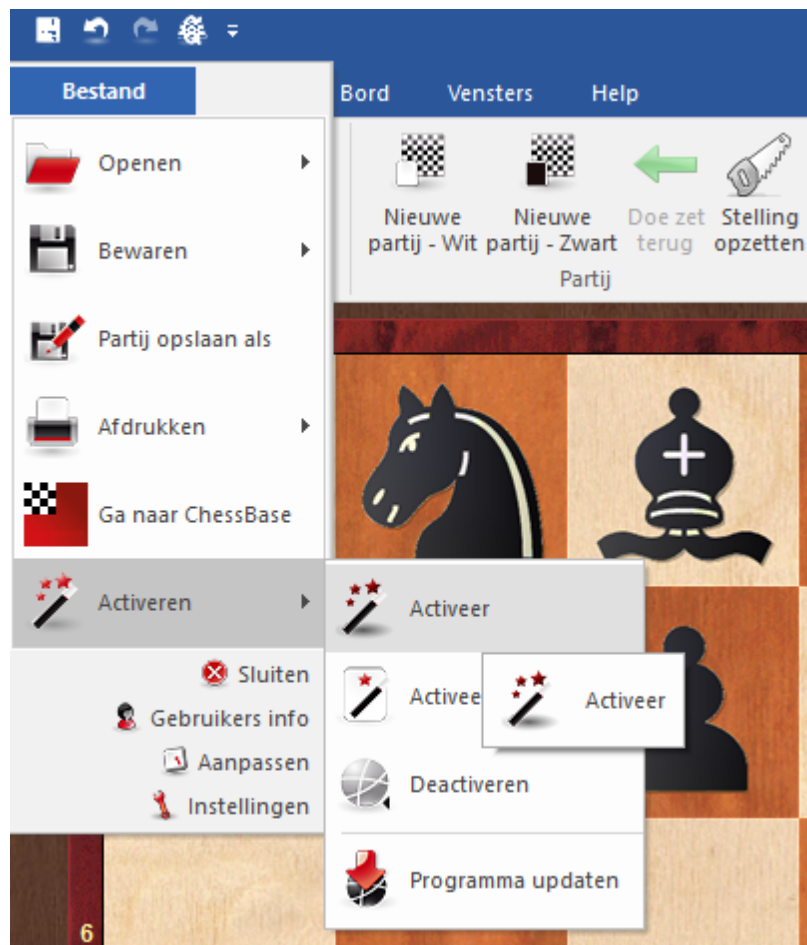 Bestand
Bord
Vensters
Help
Openen
Bewaren
Partij opslaan als
Afdrukken
Ga naar ChessBase
Activeren
Sluiten
Gebruikers info
Aanpassen
Instellingen
Nieuwe
partij - Wit
Nieuwe
partij - Zwart
Doe zet
terug
Stelling
opzetten
Partij
Activeer
Activeer
Deactiveren
Programma updaten
6